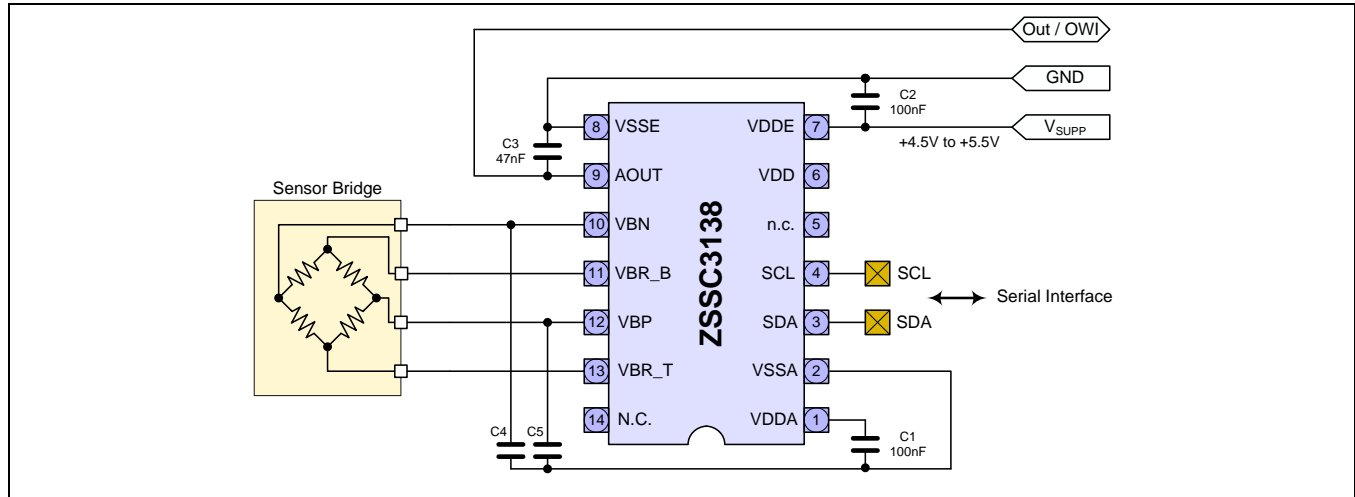 Out / OWI
GND
C2
100nF
VSUPP
+4.5V to +5.5V
C3
47nF
Sensor Bridge
8 VSSE
9 AOUT
10 VBN
11 VBR_B
12 VBP
13 VBR_T
14 N.C.
ZSSC3138
VDDE 7
VDD 6
n.c. 5
SCL 4
SDA 3
VSSA 2
VDDA 1
SCL
SDA
Serial Interface
C4
C5
C1
100nF